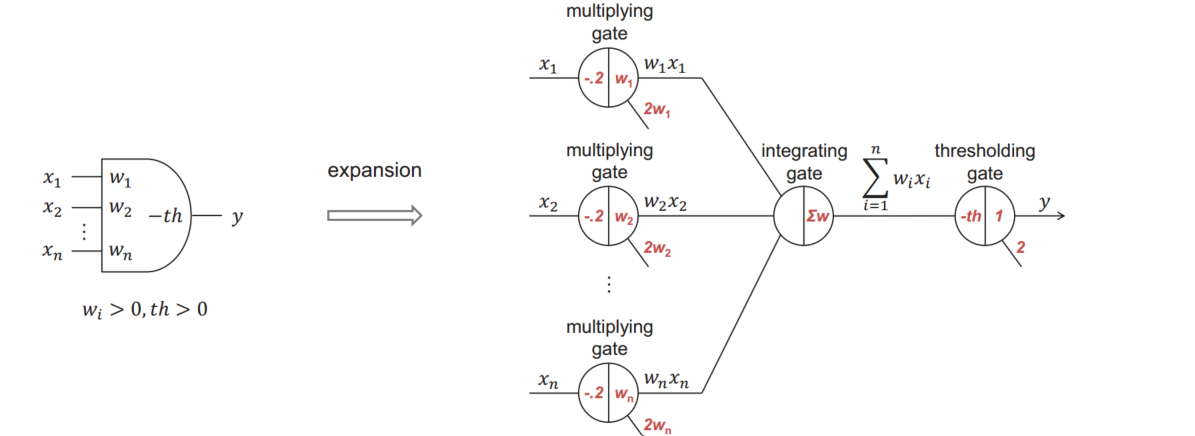 x₁
x₂
⋮
xₙ
w₁
w₂
wₙ
−th
y
wᵢ > 0, th > 0
expansion
multiplying
gate
x₁
-.2
w₁
w₁x₁
2w₁
multiplying
gate
x₂
-.2
w₂
w₂x₂
2w₂
⋮
multiplying
gate
xₙ
-.2
wₙ
wₙxₙ
2wₙ
integrating
gate
Σw
n
∑ wᵢxᵢ
i=1
thresholding
gate
-th
1
2
y